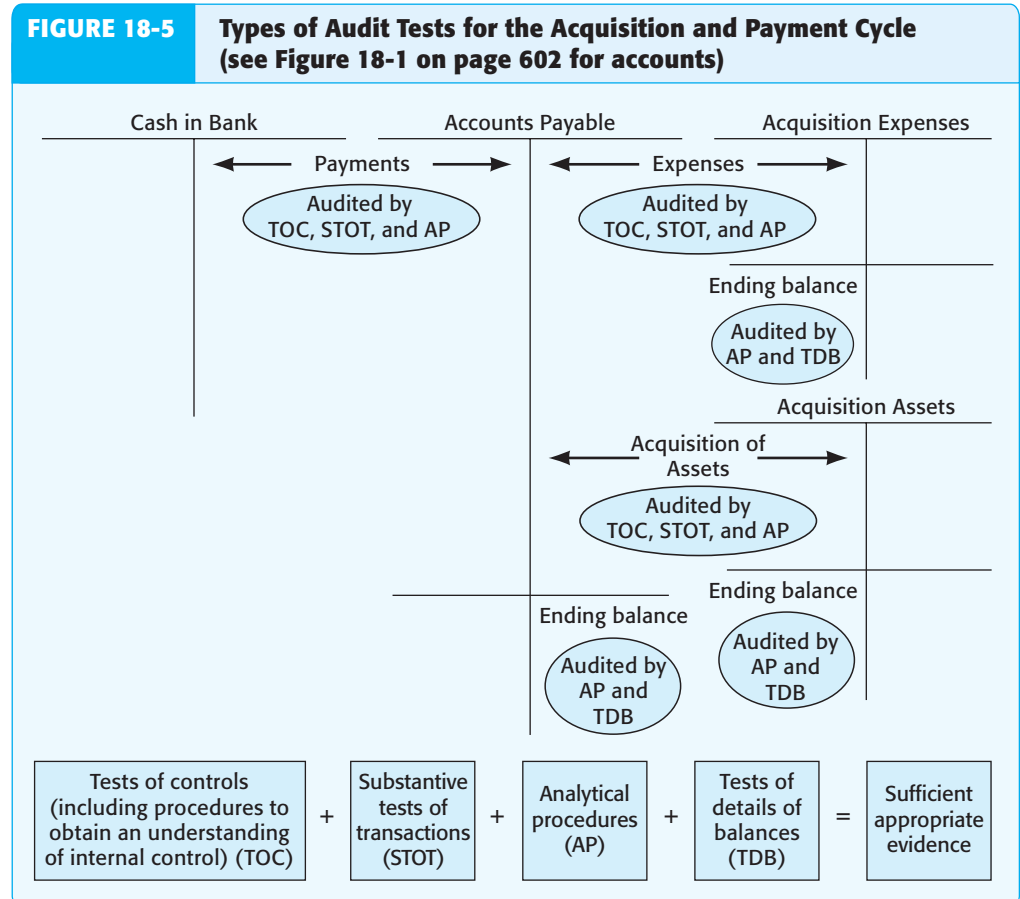 FIGURE 18-5
Types of Audit Tests for the Acquisition and Payment Cycle
(see Figure 18-1 on page 602 for accounts)
Cash in Bank
Accounts Payable
Acquisition Expenses
Payments
Expenses
Audited by
TOC, STOT, and AP
Audited by
TOC, STOT, and AP
Ending balance
Audited by
AP and TDB
Acquisition Assets
Acquisition of
Assets
Audited by
TOC, STOT, and AP
Ending balance
Audited by
AP and
TDB
Ending balance
Audited by
AP and
TDB
Tests of controls
(including procedures to
obtain an understanding
of internal control) (TOC)
+
Substantive
tests of
transactions
(STOT)
+
Analytical
procedures
(AP)
+
Tests of
details of
balances
(TDB)
=
Sufficient
appropriate
evidence